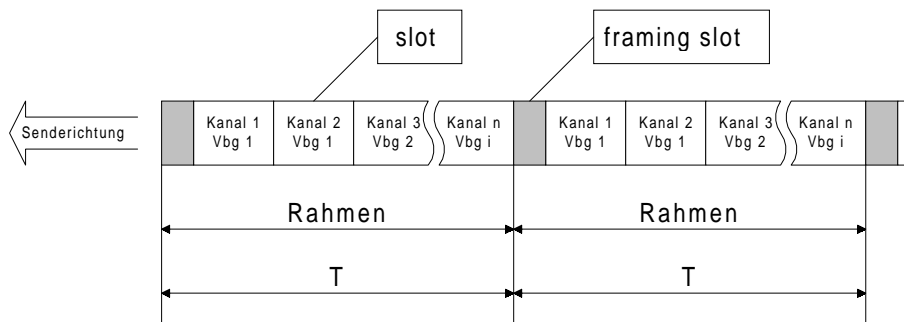 slot
framing slot
Senderichtung
Kanal 1
Vbg 1
Kanal 2
Vbg 1
Kanal 3
Vbg 2
Kanal n
Vbg i
Kanal 1
Vbg 1
Kanal 2
Vbg 1
Kanal 3
Vbg 2
Kanal n
Vbg i
Rahmen
Rahmen
T
T